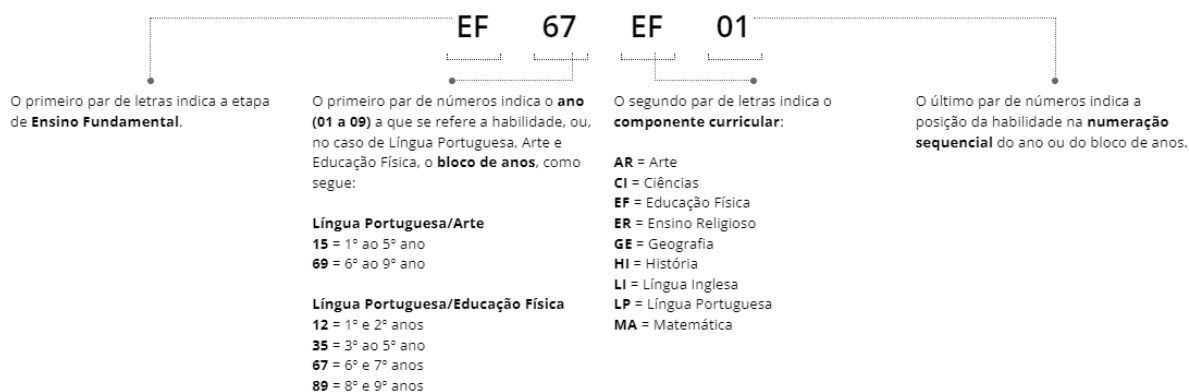 EF 67 EF 01
O primeiro par de letras indica a etapa
de Ensino Fundamental.
O primeiro par de números indica o ano
(01 a 09) a que se refere a habilidade, ou,
no caso de Língua Portuguesa, Arte e
Educação Física, o bloco de anos, como
segue:
Língua Portuguesa/Arte
15 = 1º ao 5º ano
69 = 6º ao 9º ano
Língua Portuguesa/Educação Física
12 = 1º e 2º anos
35 = 3º ao 5º ano
67 = 6º e 7º anos
89 = 8º e 9º anos
O segundo par de letras indica o
componente curricular:
AR = Arte
CI = Ciências
EF = Educação Física
ER = Ensino Religioso
GE = Geografia
HI = História
LI = Língua Inglesa
LP = Língua Portuguesa
MA = Matemática
O último par de números indica a
posição da habilidade na numeração
sequencial do ano ou do bloco de anos.